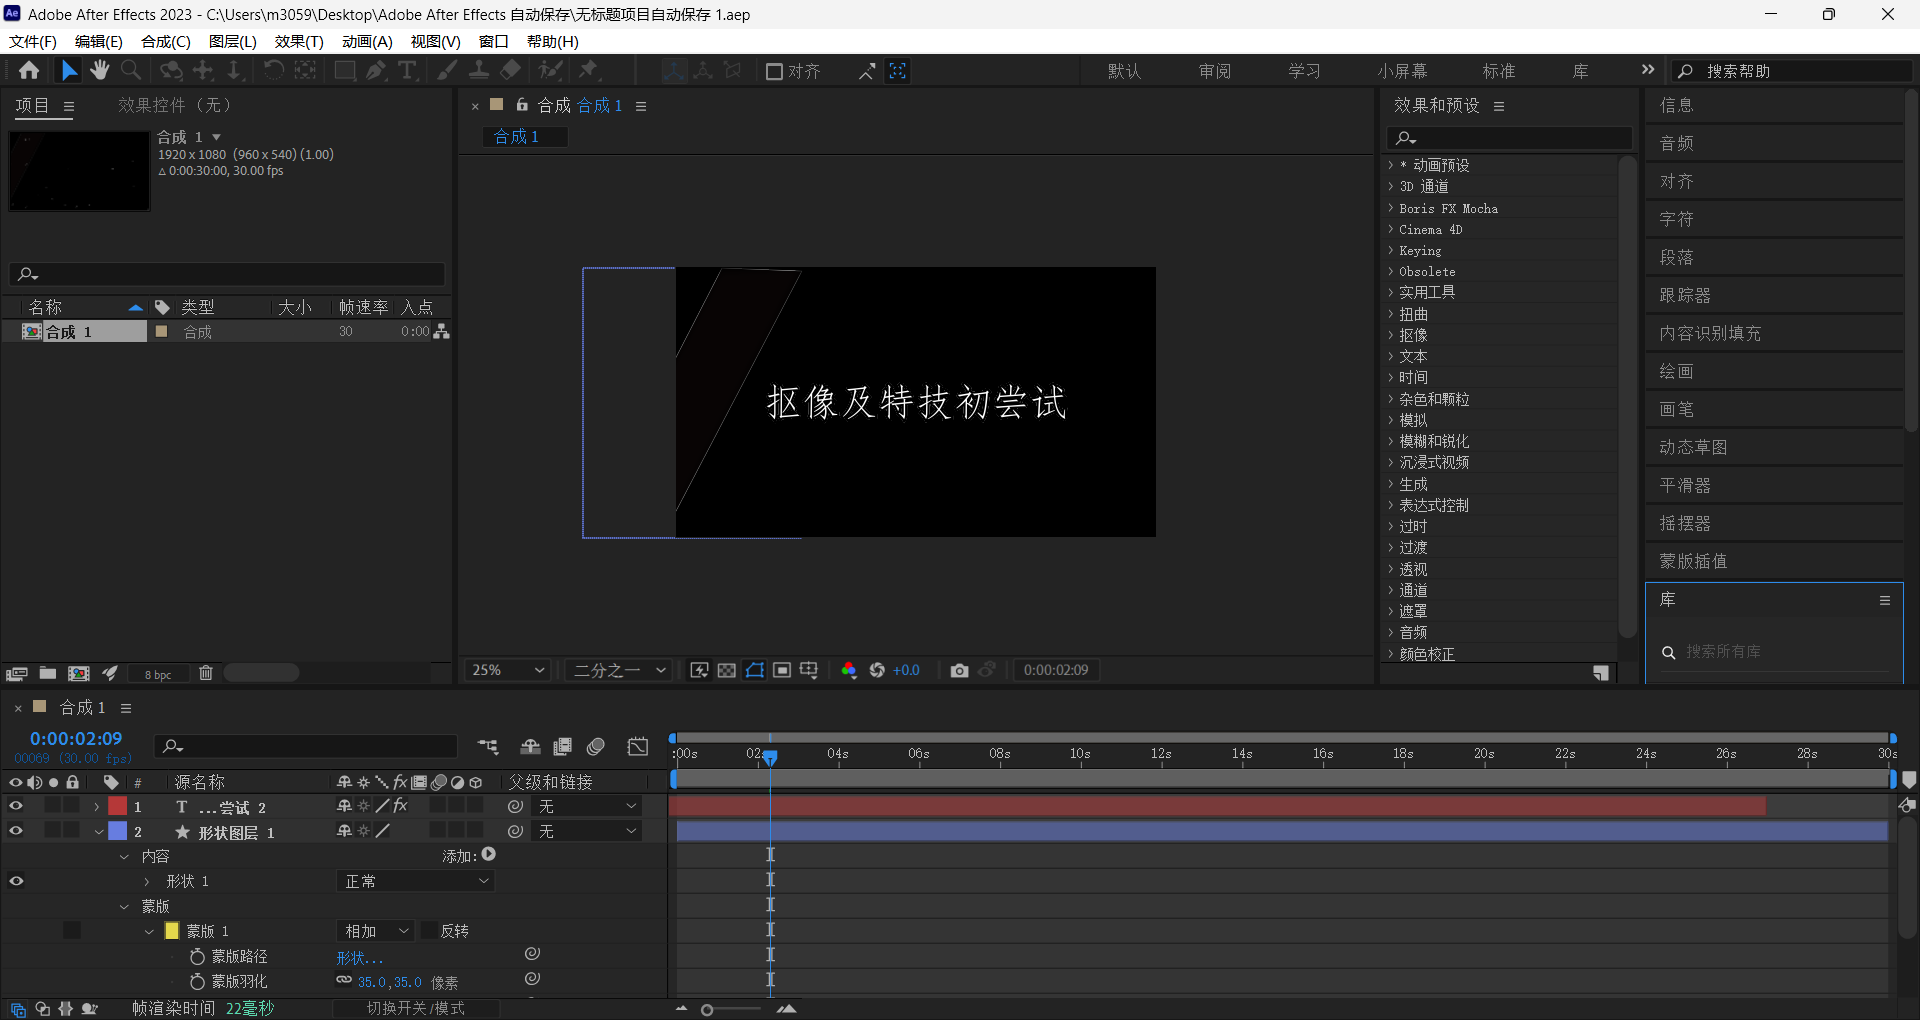 Ae Adobe After Effects 2023 - C:\Users\m3059\Desktop\Adobe After Effects 自动保存\无标题项目自动保存 1.aep
文件(F) 编辑(E) 合成(C) 图层(L) 效果(T) 动画(A) 视图(V) 窗口 帮助(H)
对齐 默认 审阅 学习 小屏幕 标准 库 搜索帮助
项目 效果控件（无）
合成 1
1920 x 1080 (960 x 540) (1.00)
△ 0:00:30:00, 30.00 fps
名称 类型 大小 帧速率 入点
合成 1 合成 30 0:00
8 bpc
合成 合成 1
合成 1
抠像及特技初尝试
25% 二分之一 +0.0 0:00:02:09
效果和预设
* 动画预设
3D 通道
Boris FX Mocha
Cinema 4D
Keying
Obsolete
实用工具
扭曲
抠像
文本
时间
杂色和颗粒
模拟
模糊和锐化
沉浸式视频
生成
表达式控制
过时
过渡
透视
通道
遮罩
音频
颜色校正
信息
音频
对齐
字符
段落
跟踪器
内容识别填充
绘画
画笔
动态草图
平滑器
摇摆器
蒙版插值
库
搜索所有库
合成 1
0:00:02:09
00069 (30.00 fps)
:00s 02s 04s 06s 08s 10s 12s 14s 16s 18s 20s 22s 24s 26s 28s 30s
# 源名称 fx 父级和链接
1 T ...尝试 2 fx 无
2 形状图层 1 无
内容 添加:
形状 1 正常
蒙版
蒙版 1 相加 反转
蒙版路径 形状...
蒙版羽化 35.0,35.0 像素
帧渲染时间 22毫秒 切换开关/模式